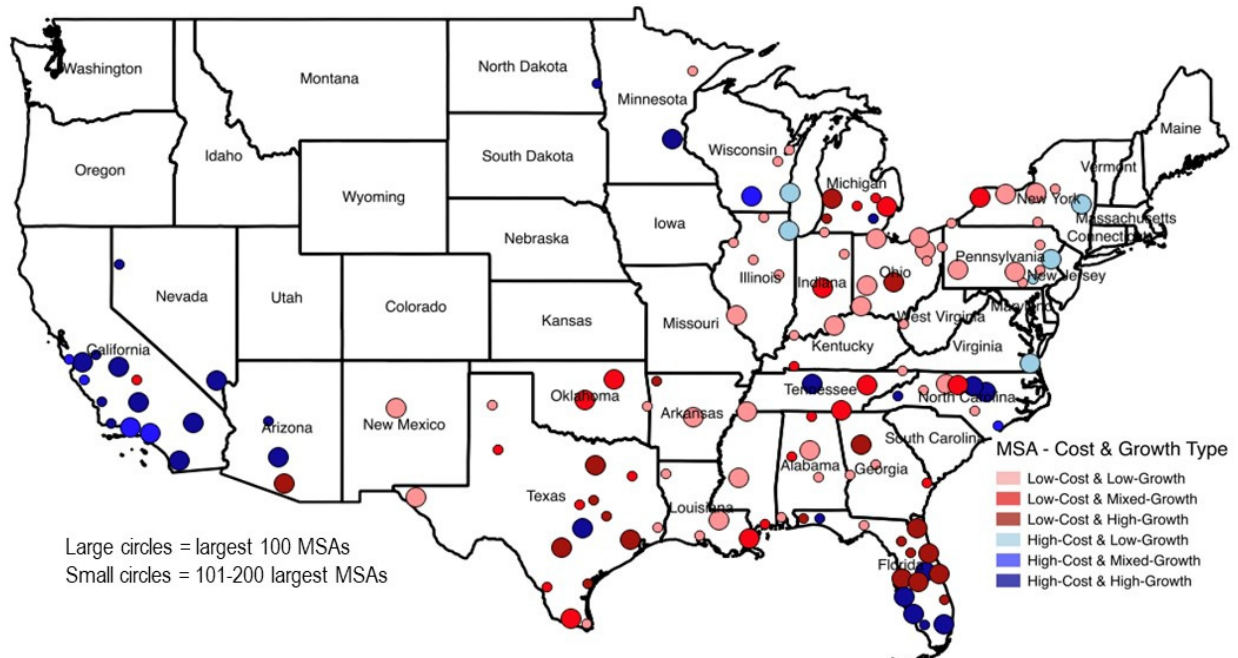 Washington
Montana
North Dakota
Minnesota
Maine
Vermont
Oregon
Idaho
South Dakota
Wisconsin
Michigan
New York
Massachusetts
Wyoming
Iowa
Connecticut
Nebraska
Pennsylvania
New Jersey
Nevada
Utah
Colorado
Illinois
Indiana
Ohio
Maryland
Kansas
Missouri
West Virginia
California
Kentucky
Virginia
Oklahoma
Tennessee
North Carolina
Arizona
New Mexico
Arkansas
South Carolina
Texas
Louisiana
Alabama
Georgia
Florida
MSA - Cost & Growth Type
Low-Cost & Low-Growth
Low-Cost & Mixed-Growth
Low-Cost & High-Growth
High-Cost & Low-Growth
High-Cost & Mixed-Growth
High-Cost & High-Growth
Large circles = largest 100 MSAs
Small circles = 101-200 largest MSAs